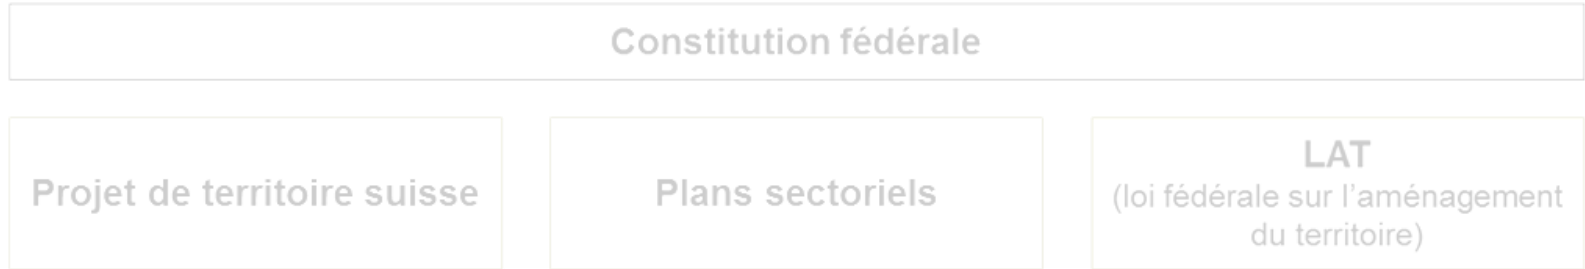 Constitution fédérale
Projet de territoire suisse
Plans sectoriels
LAT
(loi fédérale sur l’aménagement
du territoire)